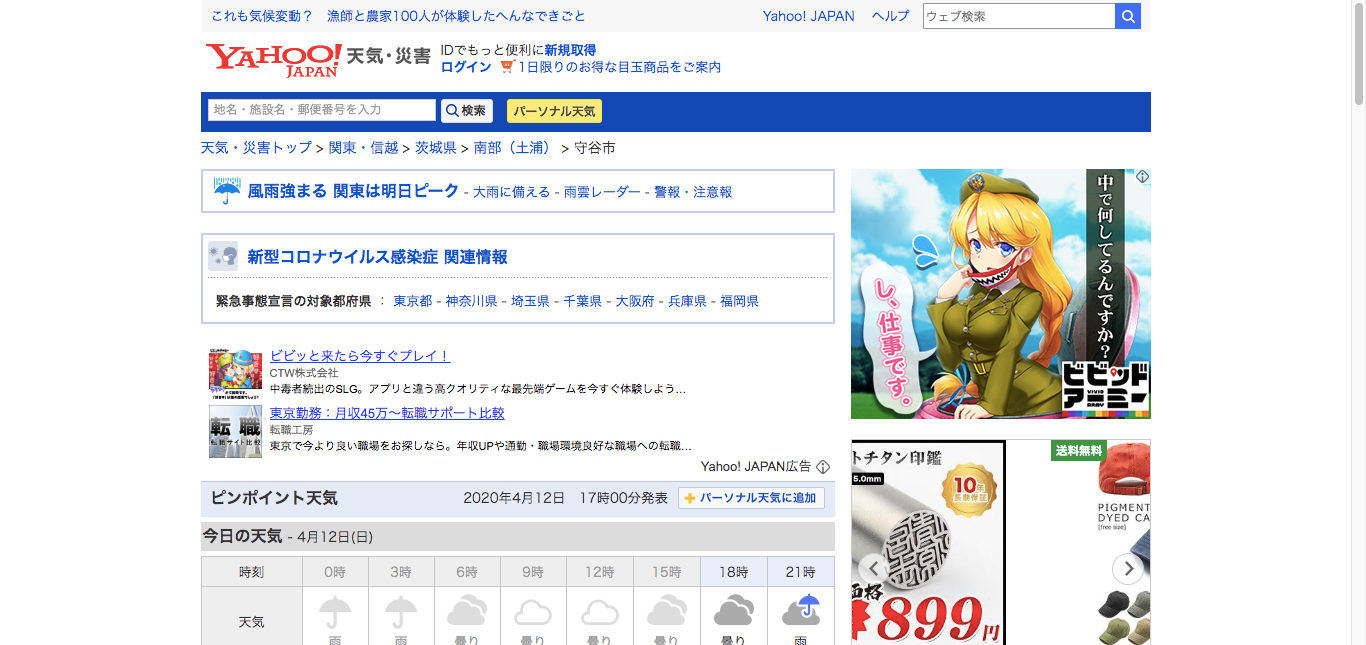 これも気候変動？ 漁師と農家100人が体験したへんなできごと
Yahoo! JAPAN ヘルプ ウェブ検索
YAHOO! JAPAN 天気・災害
IDでもっと便利に新規取得
ログイン 1日限りのお得な目玉商品をご案内
地名・施設名・郵便番号を入力 検索 パーソナル天気
天気・災害トップ > 関東・信越 > 茨城県 > 南部（土浦） > 守谷市
風雨強まる 関東は明日ピーク - 大雨に備える - 雨雲レーダー - 警報・注意報
新型コロナウイルス感染症 関連情報
緊急事態宣言の対象都府県 ： 東京都 - 神奈川県 - 埼玉県 - 千葉県 - 大阪府 - 兵庫県 - 福岡県
ビビッと来たら今すぐプレイ！
CTW株式会社
中毒者続出のSLG。アプリと違う高クオリティな最先端ゲームを今すぐ体験しよう…
転職
転職サイト比較
東京勤務：月収45万〜転職サポート比較
転職工房
東京で今より良い職場をお探しなら。年収UPや通勤・職場環境良好な職場への転職…
Yahoo! JAPAN広告
ピンポイント天気 2020年4月12日 17時00分発表 パーソナル天気に追加
今日の天気 - 4月12日(日)
時刻 0時 3時 6時 9時 12時 15時 18時 21時
天気 雨 雨 曇り 曇り 曇り 曇り 曇り 雨
中で何してるんですか？
し、仕事です。
ビビッドアーミー
VIVID ARMY
トチタン印鑑
5.0mm
10年
長期保証
価格
899円
送料無料
PIGMENT
DYED CA
[free size]